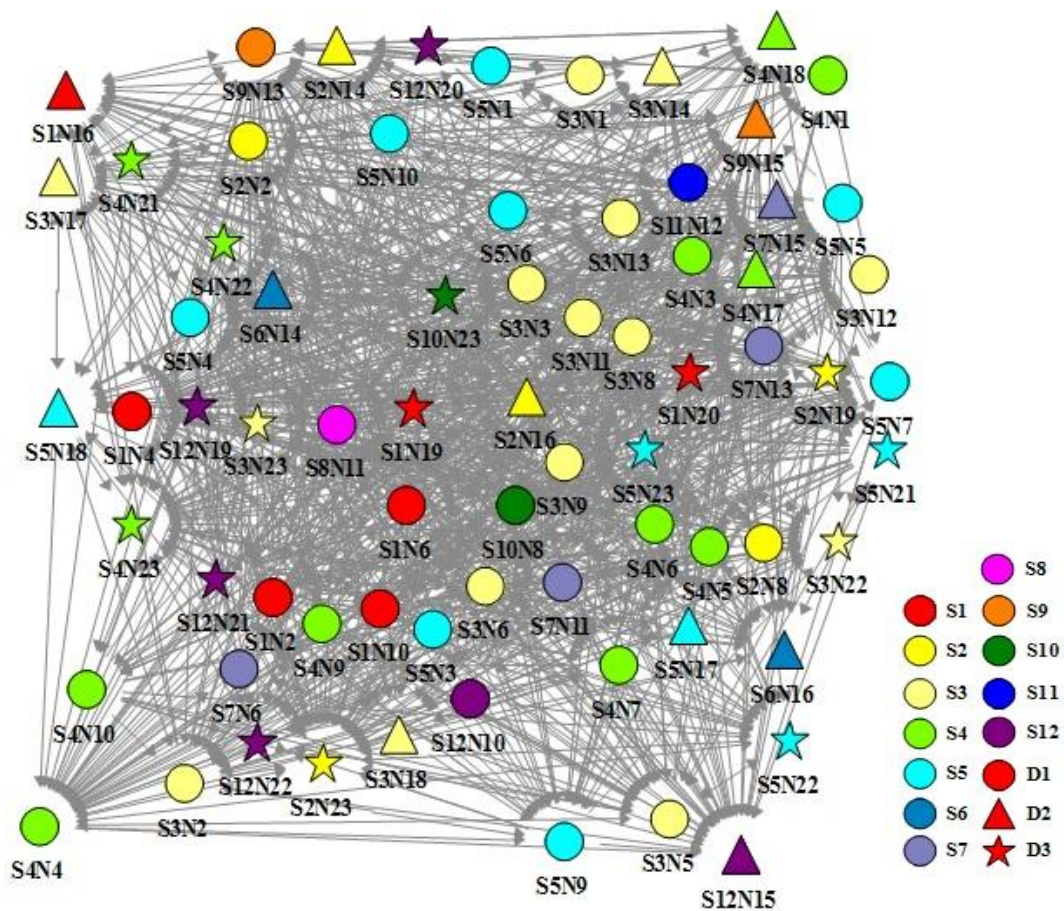 S9N13 S2N14 S12N20 S5N1 S3N1 S3N14 S4N18 S4N1
S1N16 S2N2 S5N10 S9N15
S3N17 S4N21 S5N6 S3N13 S11N12 S7N15 S5N5
S4N22 S6N14 S10N23 S3N3 S4N3 S4N17 S3N12
S5N4 S3N11 S3N8 S1N20 S7N13 S2N19 S5N7
S5N18 S1N4 S12N19 S3N23 S8N11 S1N19 S2N16 S3N9 S5N23 S5N21
S4N23 S1N6 S10N8 S4N6 S4N5 S2N8 S3N22
S12N21 S1N2 S4N9 S1N10 S5N3 S3N6 S7N11 S5N17 S6N16
S4N10 S7N6 S12N22 S2N23 S3N18 S12N10 S4N7 S5N22
S4N4 S3N2 S5N9 S3N5 S12N15
S8
S1 S9
S2 S10
S3 S11
S4 S12
S5 D1
S6 D2
S7 D3